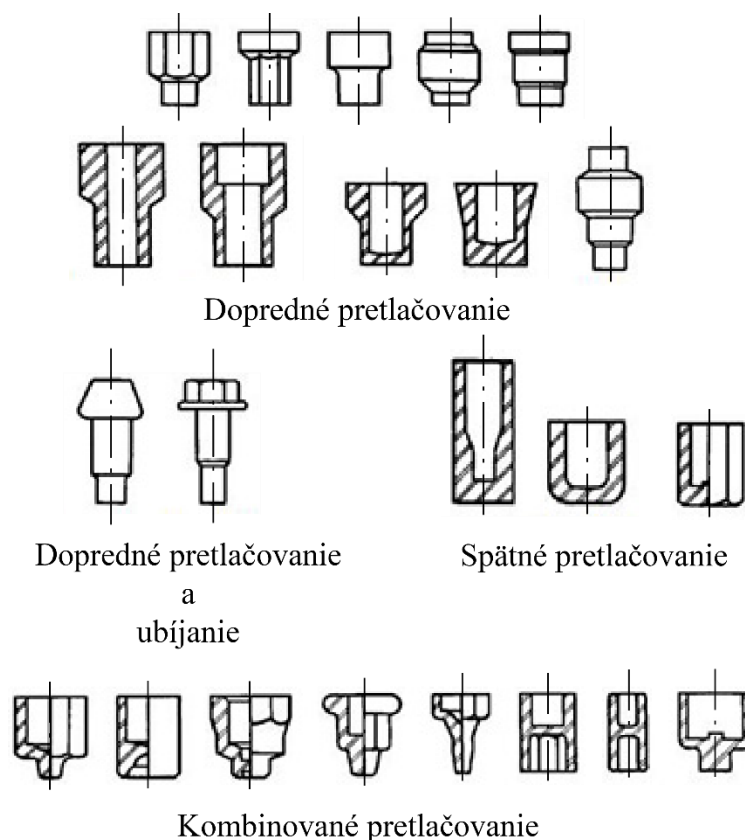 Dopredné pretlačovanie
Dopredné pretlačovanie
a
ubíjanie
Spätné pretlačovanie
Kombinované pretlačovanie